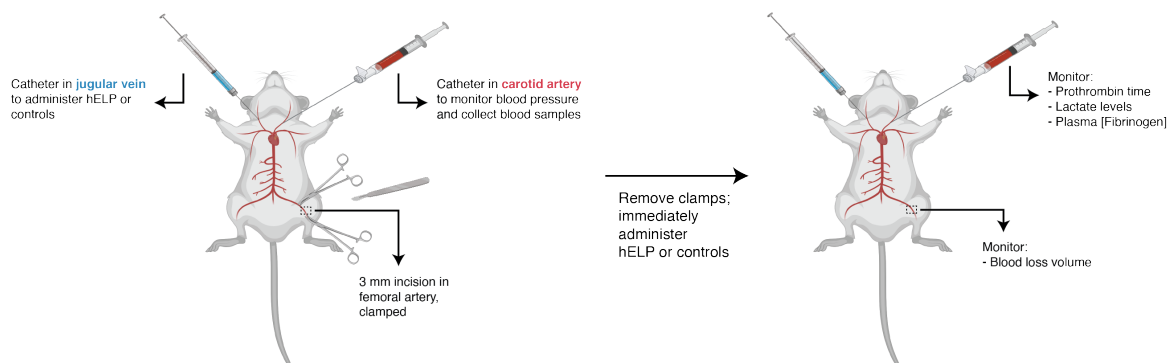 Catheter in jugular vein
to administer hELP or
controls
Catheter in carotid artery
to monitor blood pressure
and collect blood samples
3 mm incision in
femoral artery,
clamped
Remove clamps;
immediately
administer
hELP or controls
Monitor:
- Prothrombin time
- Lactate levels
- Plasma [Fibrinogen]
Monitor:
- Blood loss volume